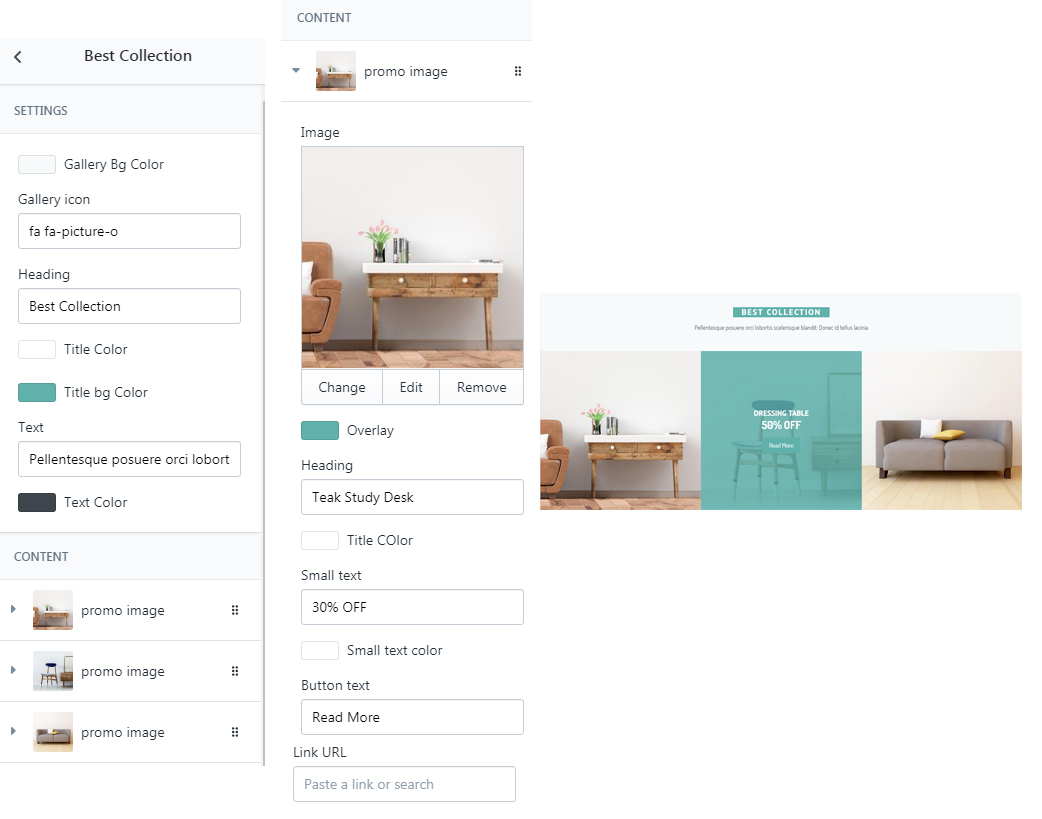 Best Collection
SETTINGS
Gallery Bg Color
Gallery icon
fa fa-picture-o
Heading
Best Collection
Title Color
Title bg Color
Text
Pellentesque posuere orci lobort
Text Color
CONTENT
promo image
promo image
promo image
CONTENT
promo image
Image
Change Edit Remove
Overlay
Heading
Teak Study Desk
Title COlor
Small text
30% OFF
Small text color
Button text
Read More
Link URL
Paste a link or search
BEST COLLECTION
Pellentesque posuere orci lobortis scelerisque blandit. Donec id tellus lacinia
DRESSING TABLE
50% OFF
Read More